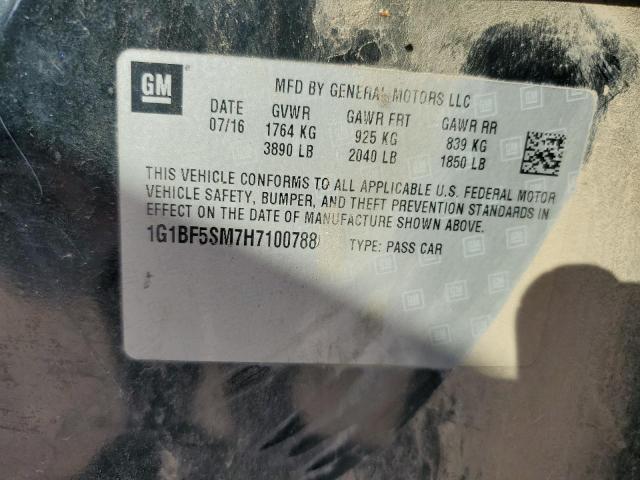 GM
MFD BY GENERAL MOTORS LLC
DATE GVWR GAWR FRT GAWR RR
07/16 1764 KG 925 KG 839 KG
3890 LB 2040 LB 1850 LB
THIS VEHICLE CONFORMS TO ALL APPLICABLE U.S. FEDERAL MOTOR
VEHICLE SAFETY, BUMPER, AND THEFT PREVENTION STANDARDS IN
EFFECT ON THE DATE OF MANUFACTURE SHOWN ABOVE.
1G1BF5SM7H7100788 TYPE: PASS CAR